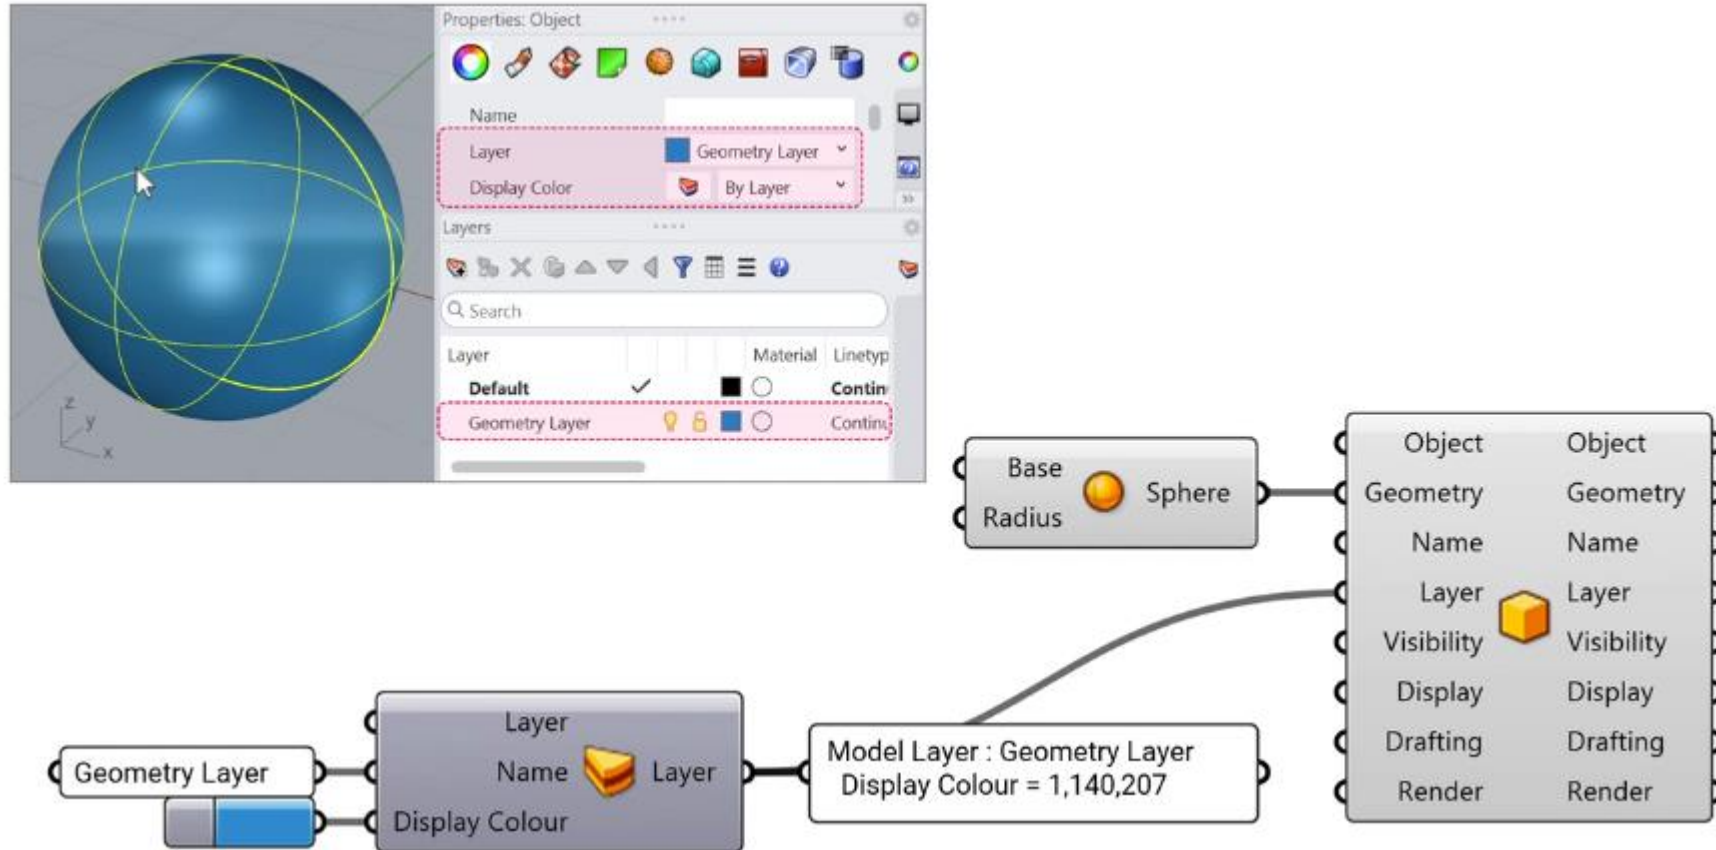 Properties: Object
Name
Layer Geometry Layer
Display Color By Layer
Layers
Search
Layer Material Linetyp
Default Contin
Geometry Layer Continu
z
y
x
Base
Radius
Sphere
Object Object
Geometry Geometry
Name Name
Layer Layer
Visibility Visibility
Display Display
Drafting Drafting
Render Render
Geometry Layer
Layer
Name Layer
Display Colour
Model Layer : Geometry Layer
Display Colour = 1,140,207